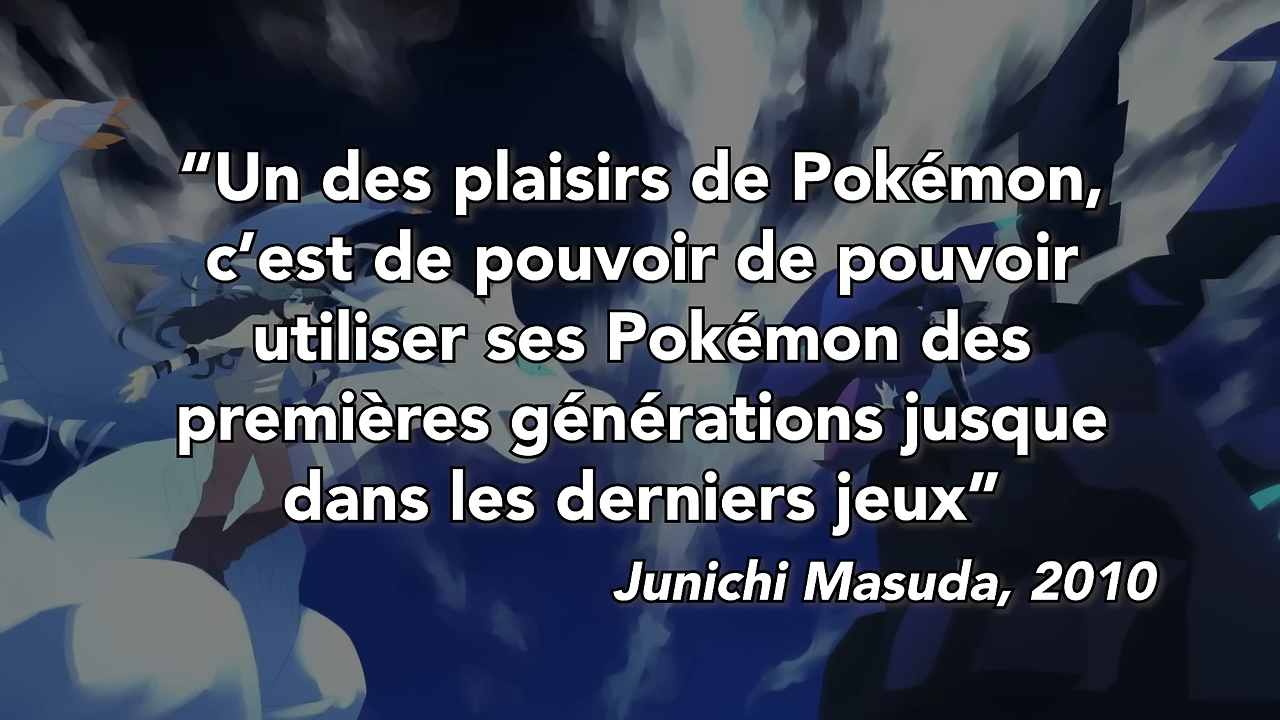 “Un des plaisirs de Pokémon,
c’est de pouvoir de pouvoir
utiliser ses Pokémon des
premières générations jusque
dans les derniers jeux”
Junichi Masuda, 2010